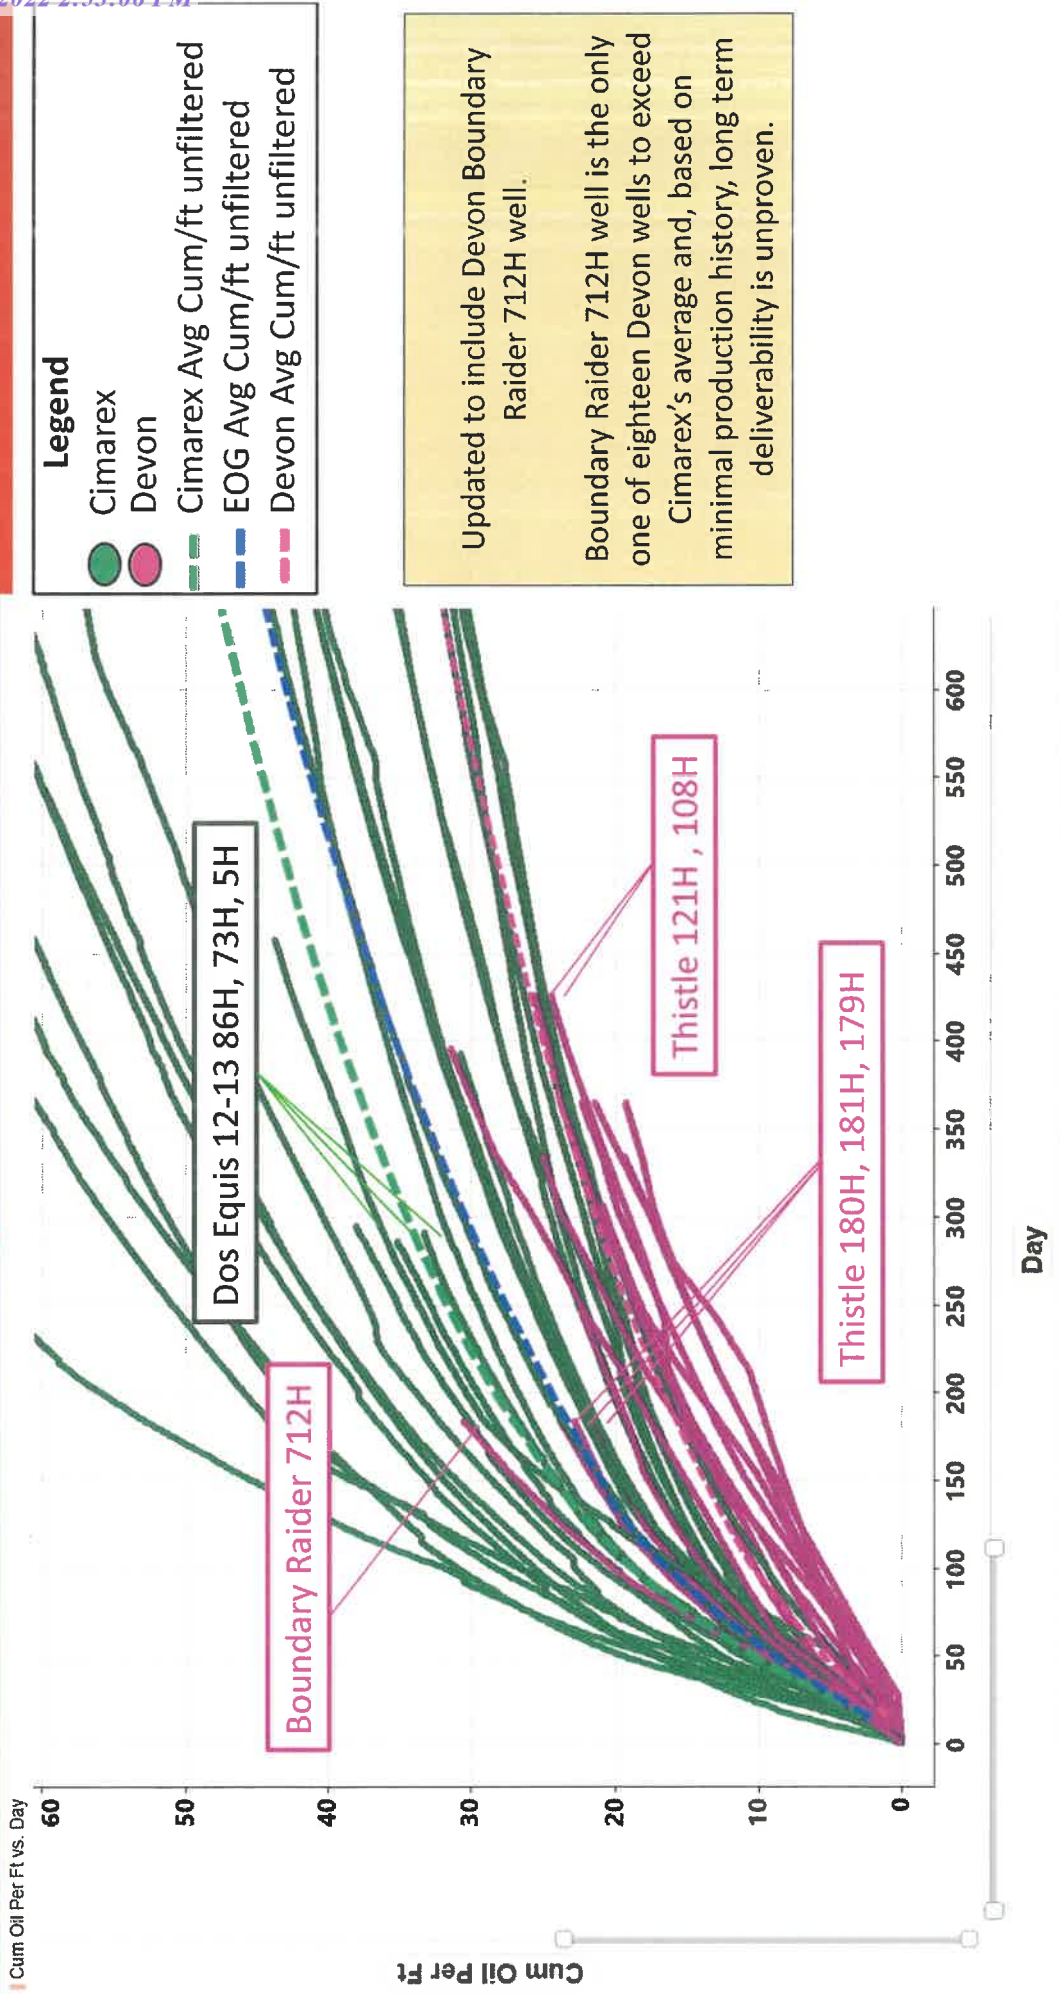 2022 2:53:06 PM
Cum Oil Per Ft vs. Day
Legend
Cimarex
Devon
Cimarex Avg Cum/ft unfiltered
EOG Avg Cum/ft unfiltered
Devon Avg Cum/ft unfiltered
Updated to include Devon Boundary
Raider 712H well.
Boundary Raider 712H well is the only
one of eighteen Devon wells to exceed
Cimarex's average and, based on
minimal production history, long term
deliverability is unproven.
Boundary Raider 712H
Dos Equis 12-13 86H, 73H, 5H
Thistle 121H , 108H
Thistle 180H, 181H, 179H
Cum Oil Per Ft
60
50
40
30
20
10
0
0
50
100
150
200
250
300
350
400
450
500
550
600
Day